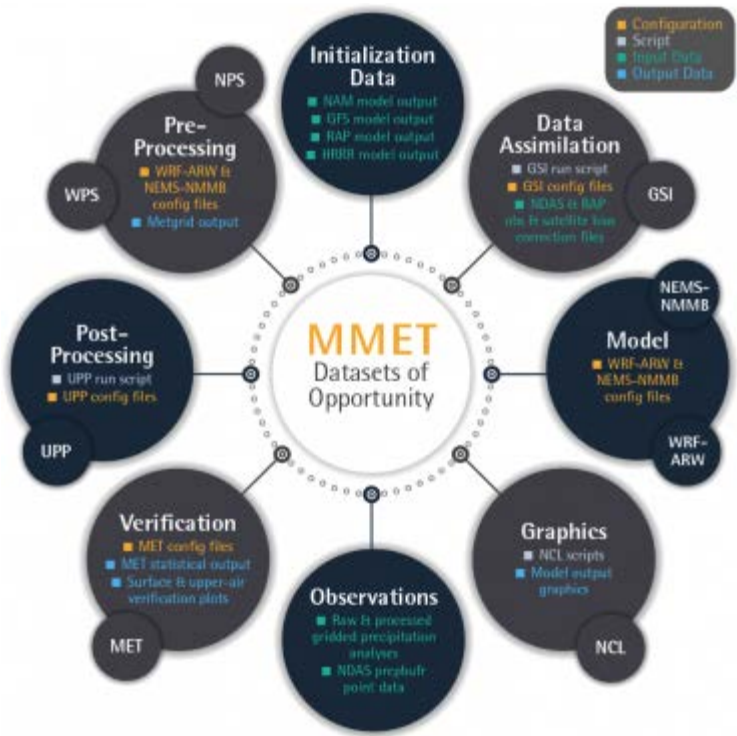 Configuration
Script
Input Data
Output Data
Initialization
Data
NAM model output
GFS model output
RAP model output
HRRR model output
NPS
Pre-
Processing
WRF-ARW &
NEMS-NMMB
config files
Metgrid output
WPS
Data
Assimilation
GSI run script
GSI config files
NDAS & RAP
obs & satellite bias
correction files
GSI
MMET
Datasets of
Opportunity
Post-
Processing
UPP run script
UPP config files
UPP
NEMS-
NMMB
Model
WRF-ARW &
NEMS-NMMB
config files
WRF-
ARW
Verification
MET config files
MET statistical output
Surface & upper-air
verification plots
MET
Observations
Raw & processed
gridded precipitation
analyses
NDAS prepbufr
point data
Graphics
NCL scripts
Model output
graphics
NCL